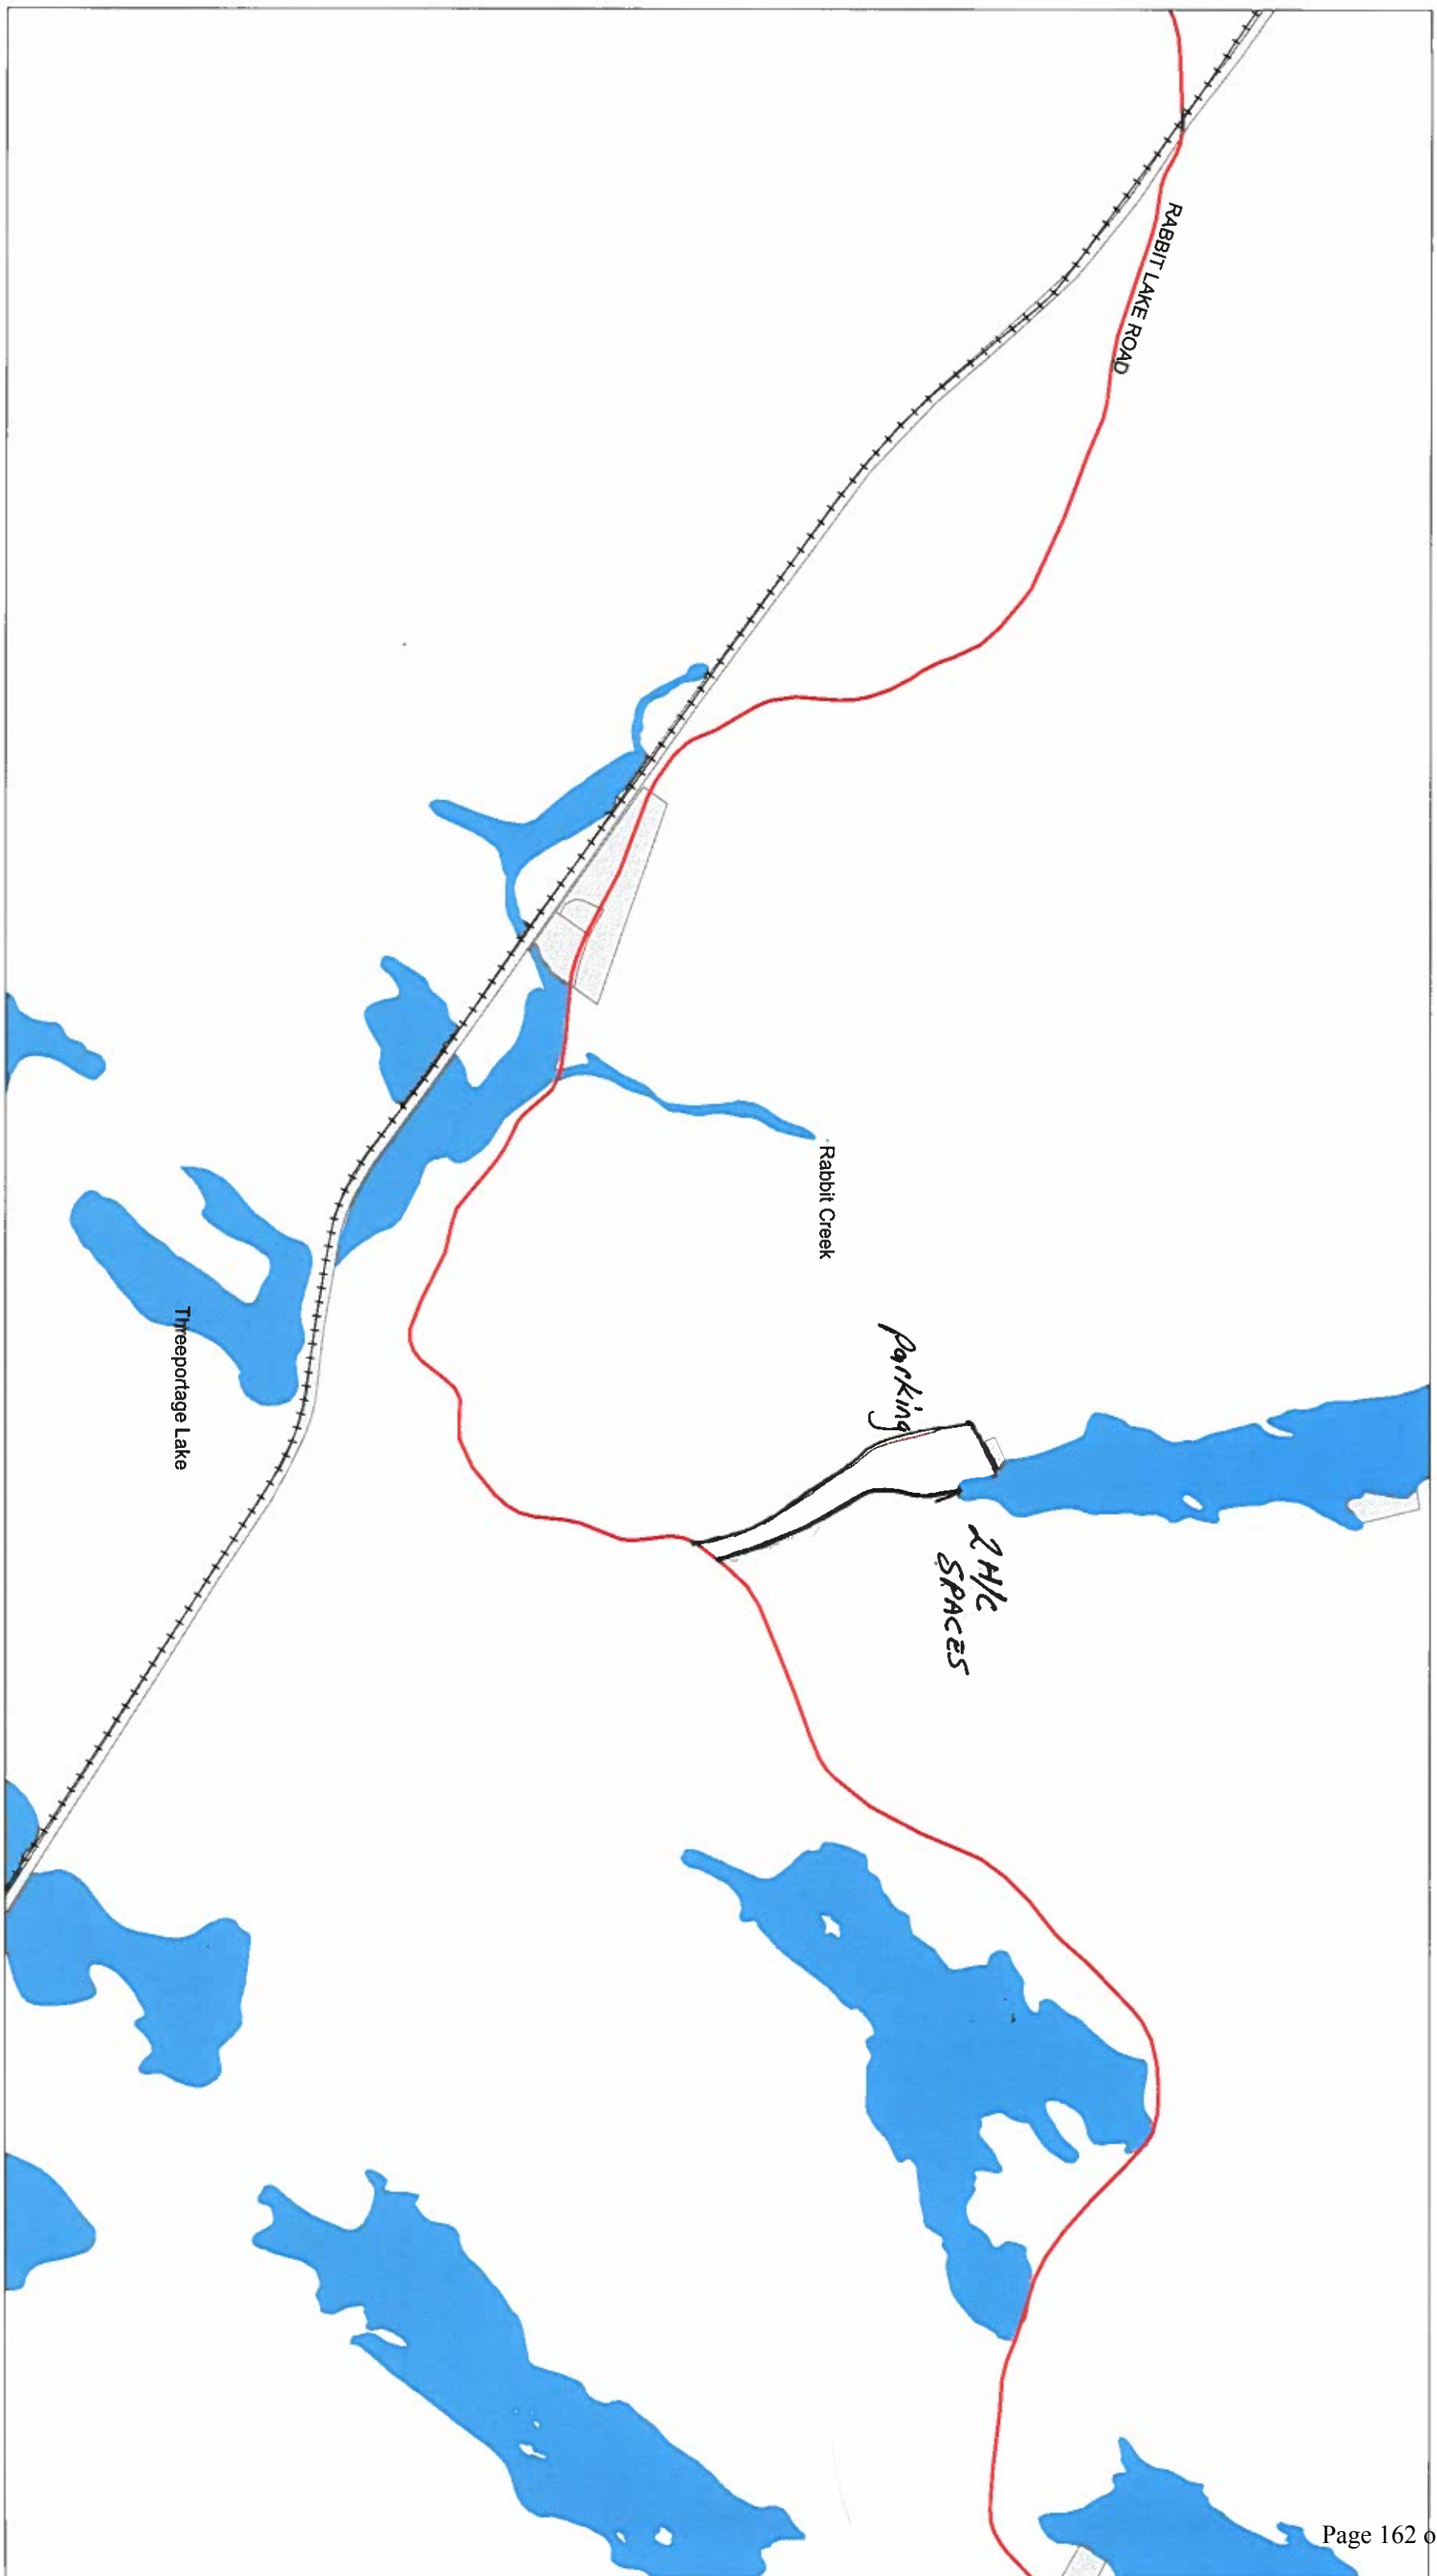 RABBIT LAKE ROAD
Rabbit Creek
Threeportage Lake
Parking
2 H/C
SPACES
Page 162 o